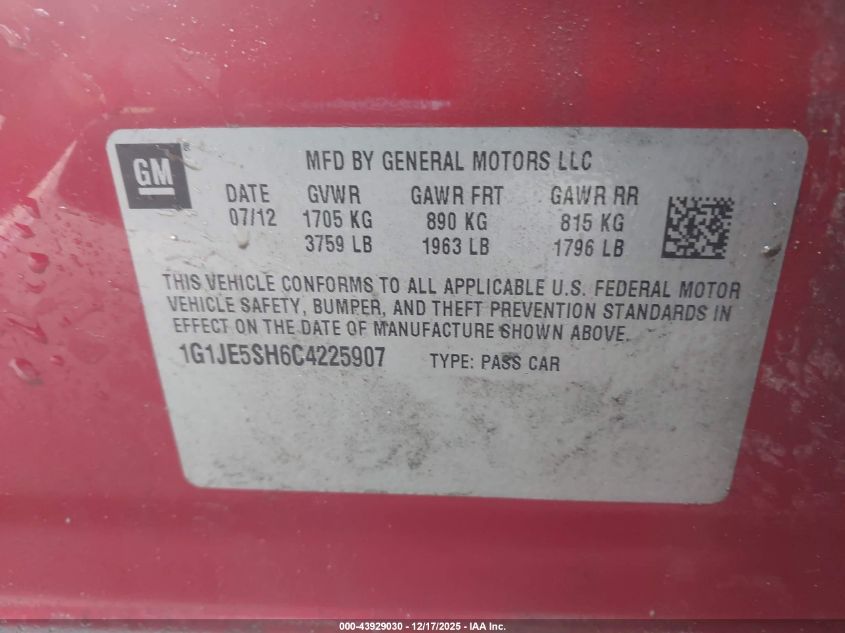 GM®
MFD BY GENERAL MOTORS LLC
DATE GVWR GAWR FRT GAWR RR
07/12 1705 KG 890 KG 815 KG
3759 LB 1963 LB 1796 LB
THIS VEHICLE CONFORMS TO ALL APPLICABLE U.S. FEDERAL MOTOR
VEHICLE SAFETY, BUMPER, AND THEFT PREVENTION STANDARDS IN
EFFECT ON THE DATE OF MANUFACTURE SHOWN ABOVE.
1G1JE5SH6C4225907 TYPE: PASS CAR
000-43929030 - 12/17/2025 - IAA Inc.